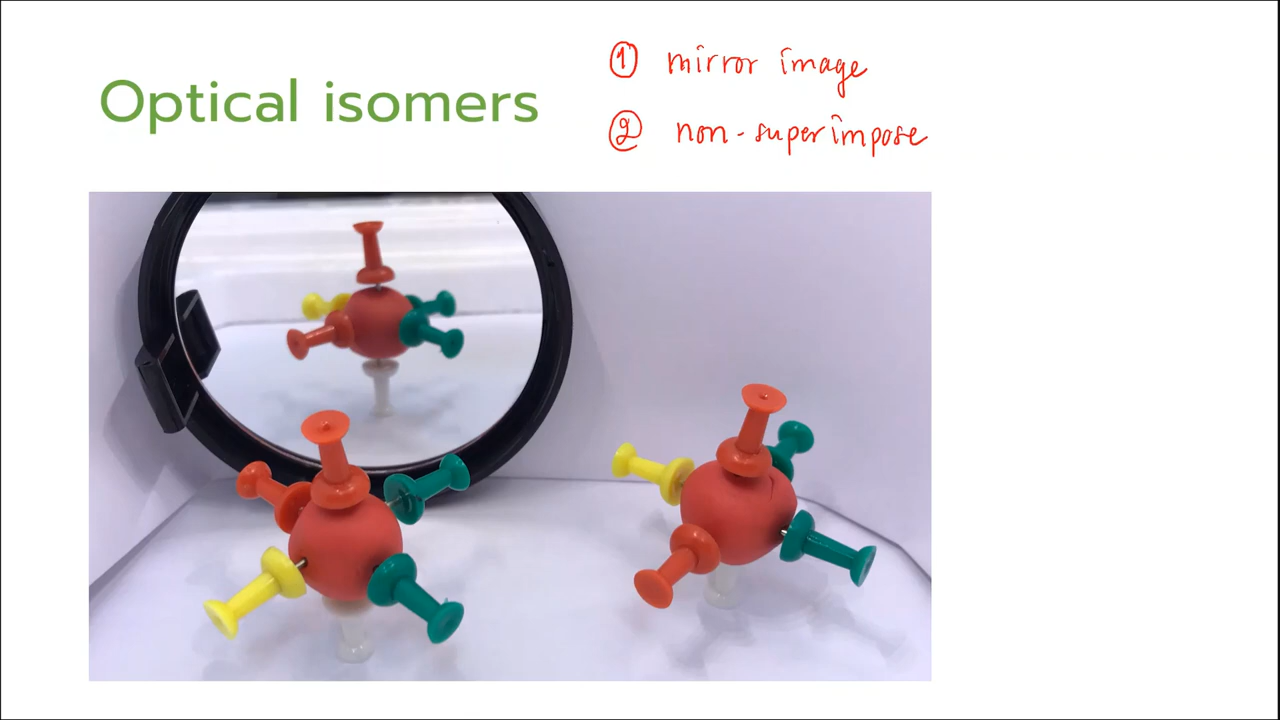 Optical isomers
① mirror image
② non-superimpose